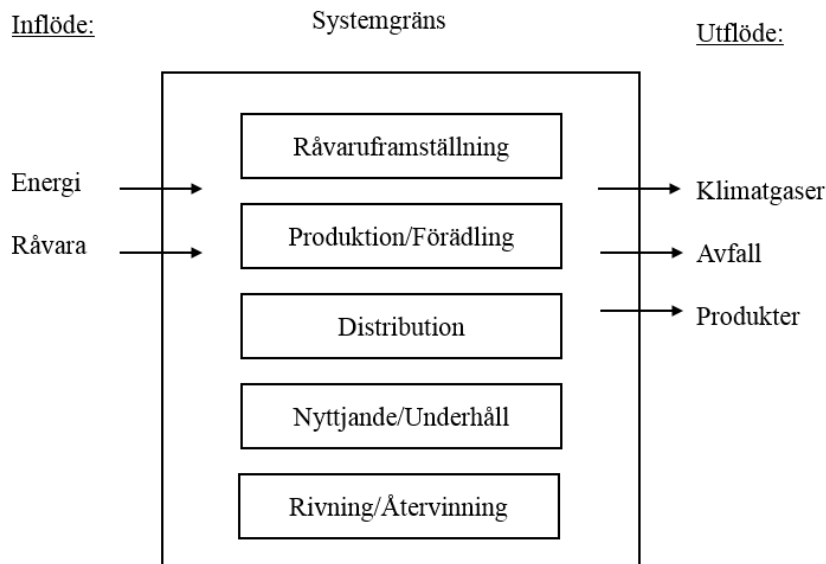 Inflöde:
Systemgräns
Utflöde:
Råvaruframställning
Energi
Klimatgaser
Produktion/Förädling
Råvara
Avfall
Distribution
Produkter
Nyttjande/Underhåll
Rivning/Återvinning